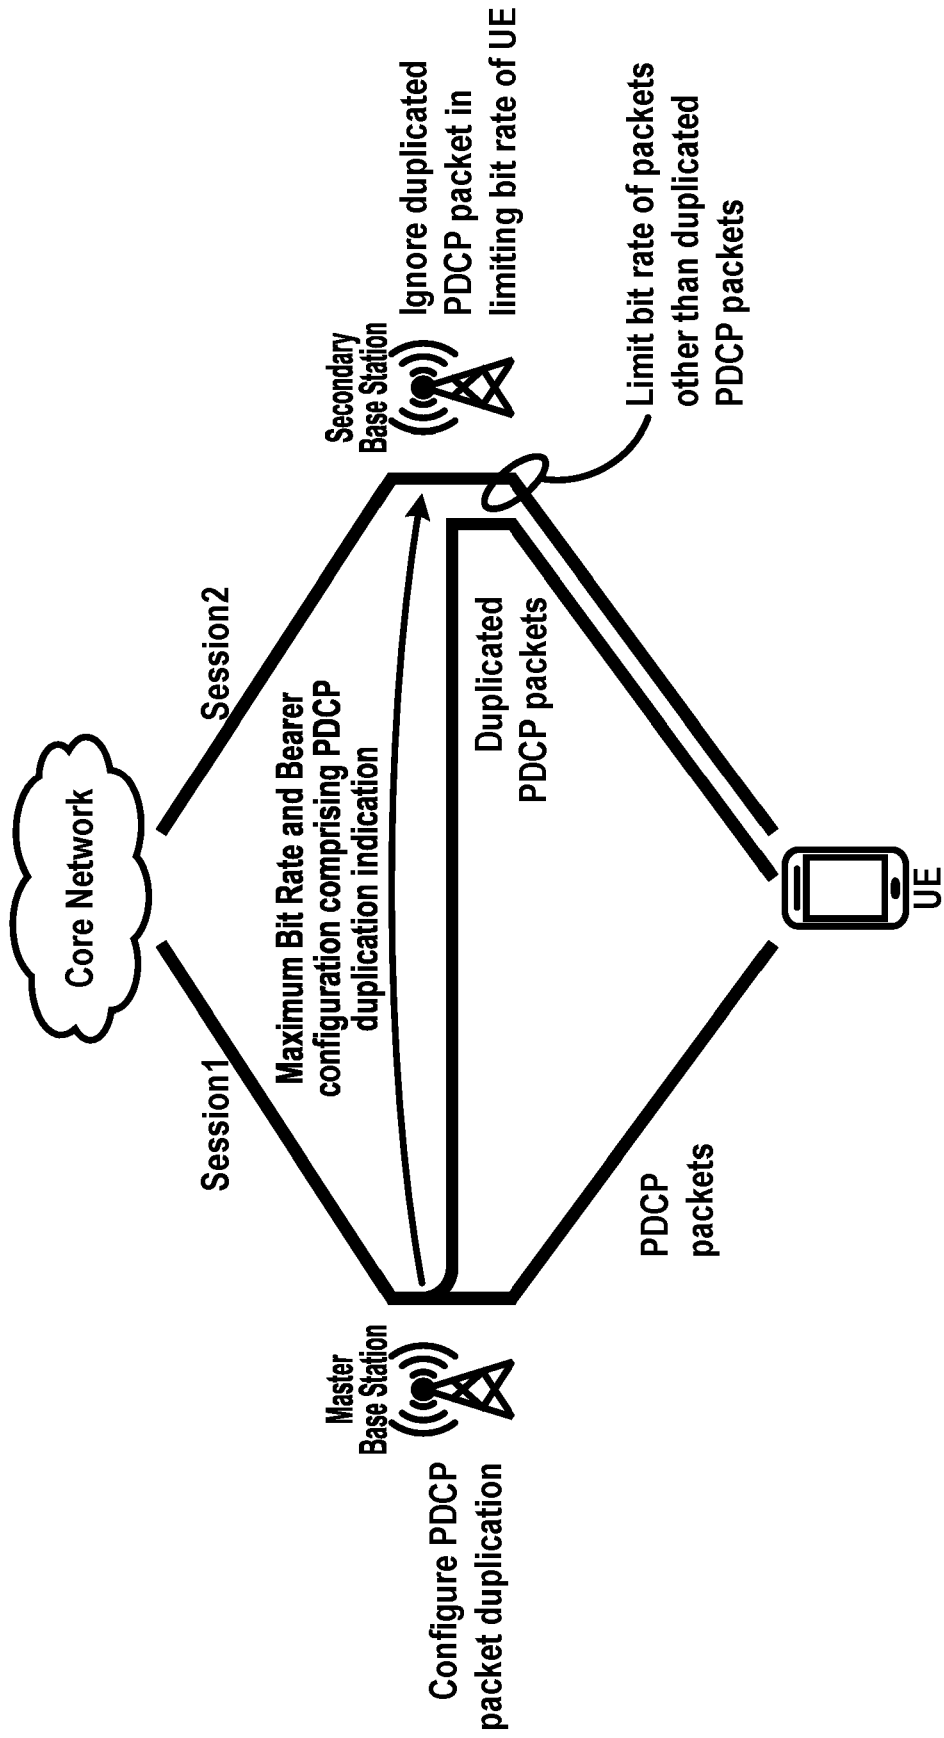 Core Network
Session1
Session2
Maximum Bit Rate and Bearer
configuration comprising PDCP
duplication indication
Master
Base Station
Secondary
Base Station
Configure PDCP
packet duplication
Ignore duplicated
PDCP packet in
limiting bit rate of UE
Duplicated
PDCP packets
PDCP
packets
Limit bit rate of packets
other than duplicated
PDCP packets
UE